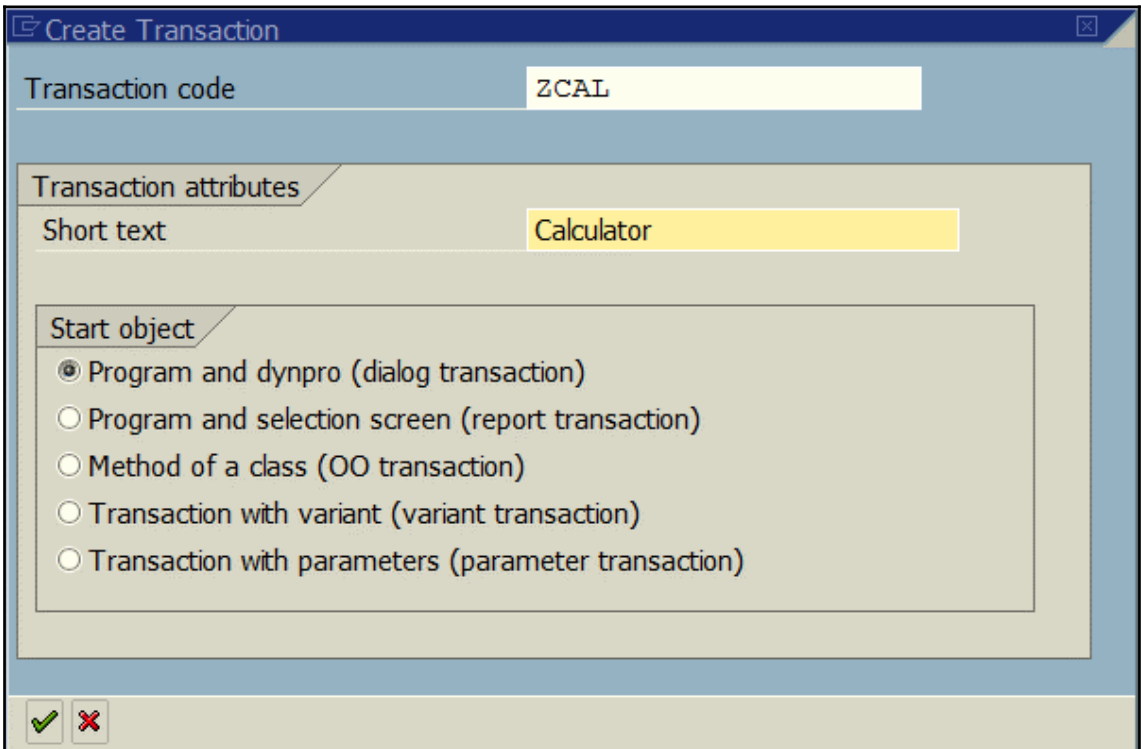 Create Transaction
Transaction code ZCAL
Transaction attributes
Short text Calculator
Start object
Program and dynpro (dialog transaction)
Program and selection screen (report transaction)
Method of a class (OO transaction)
Transaction with variant (variant transaction)
Transaction with parameters (parameter transaction)